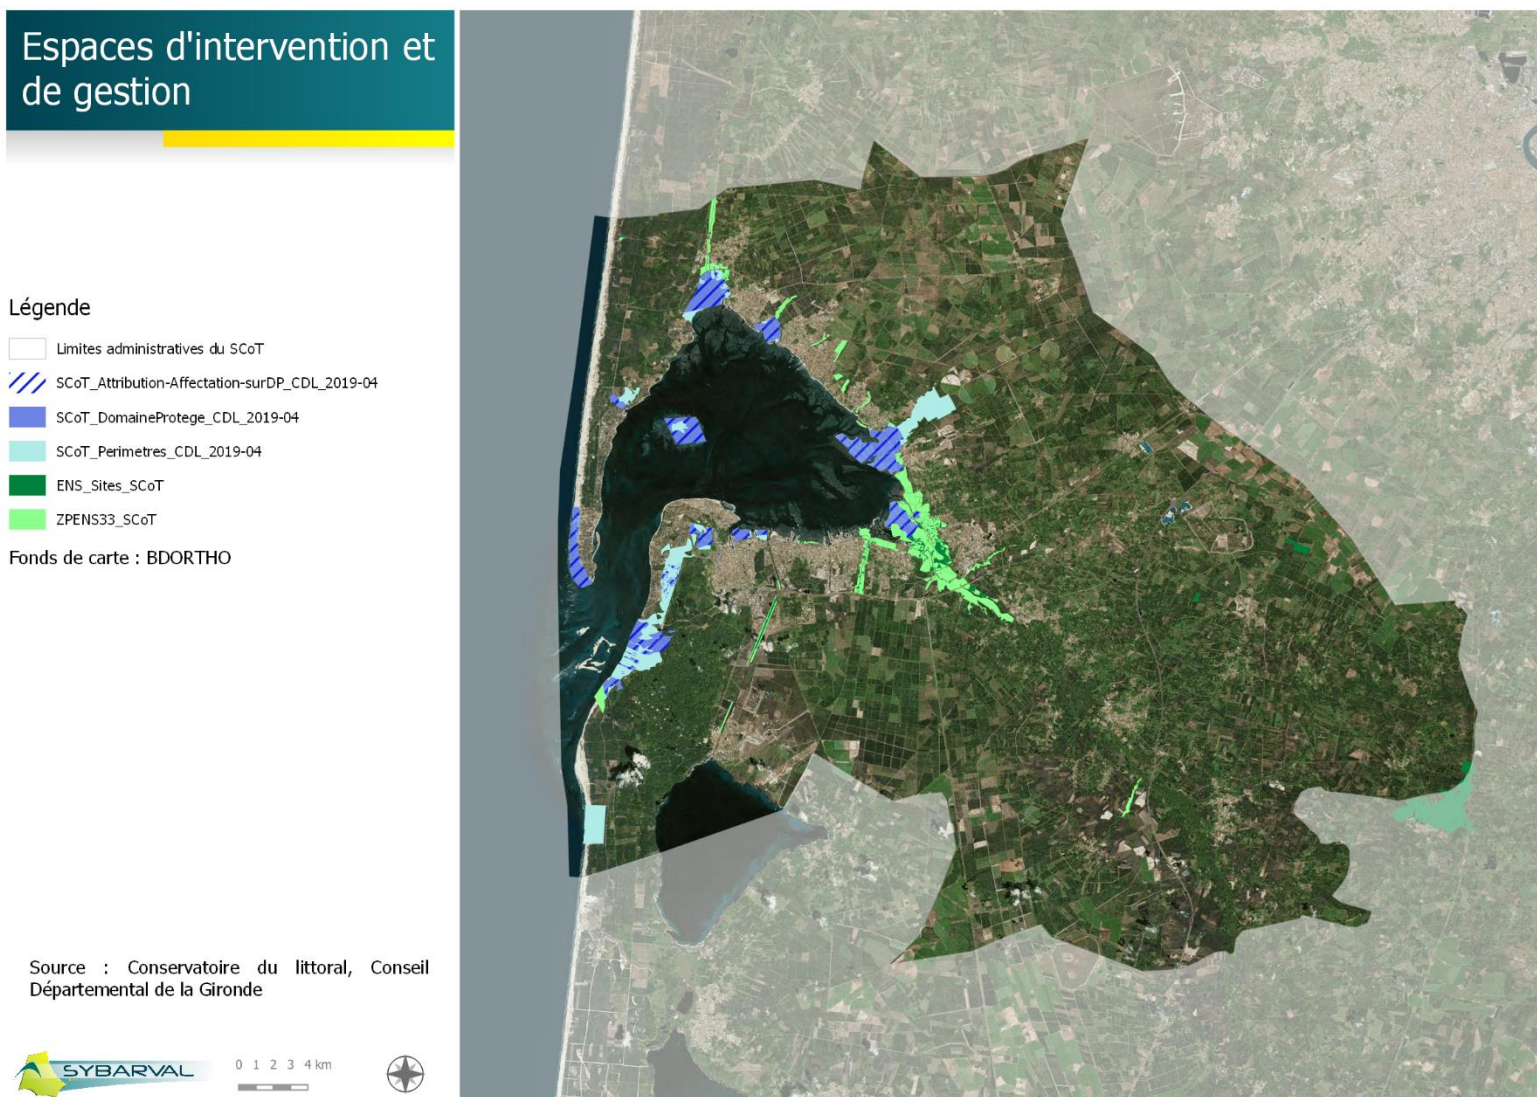 Espaces d'intervention et
de gestion
Légende
Limites administratives du SCoT
SCoT_Attribution-Affectation-surDP_CDL_2019-04
SCoT_DomaineProtege_CDL_2019-04
SCoT_Perimetres_CDL_2019-04
ENS_Sites_SCoT
ZPENS33_SCoT
Fonds de carte : BDORTHO
Source : Conservatoire du littoral, Conseil
Départemental de la Gironde
SYBARVAL
0 1 2 3 4 km